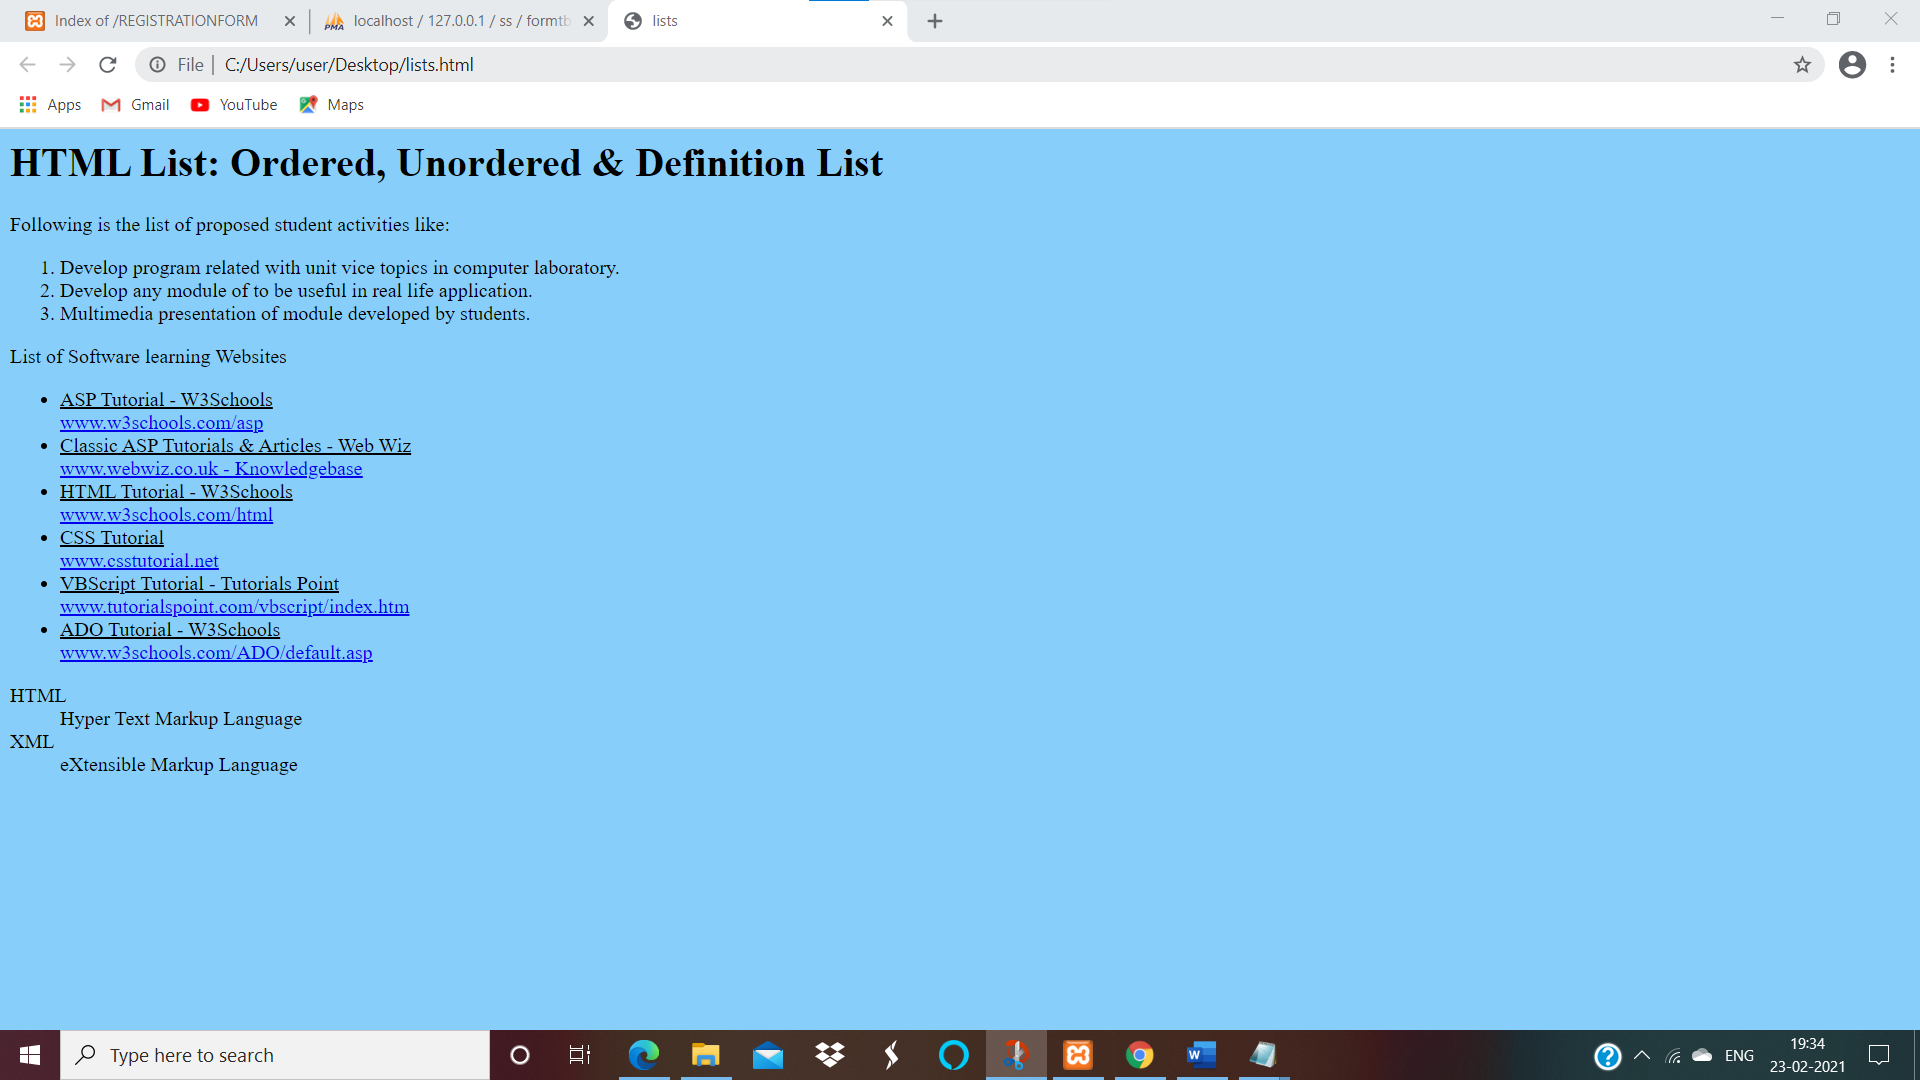 Index of /REGISTRATIONFORM
localhost / 127.0.0.1 / ss / formtb
lists
File
C:/Users/user/Desktop/lists.html
Apps
Gmail
YouTube
Maps
HTML List: Ordered, Unordered & Definition List
Following is the list of proposed student activities like:
1. Develop program related with unit vice topics in computer laboratory.
2. Develop any module of to be useful in real life application.
3. Multimedia presentation of module developed by students.
List of Software learning Websites
• ASP Tutorial - W3Schools
www.w3schools.com/asp
• Classic ASP Tutorials & Articles - Web Wiz
www.webwiz.co.uk - Knowledgebase
• HTML Tutorial - W3Schools
www.w3schools.com/html
• CSS Tutorial
www.csstutorial.net
• VBScript Tutorial - Tutorials Point
www.tutorialspoint.com/vbscript/index.htm
• ADO Tutorial - W3Schools
www.w3schools.com/ADO/default.asp
HTML
Hyper Text Markup Language
XML
eXtensible Markup Language
Type here to search
ENG
19:34
23-02-2021